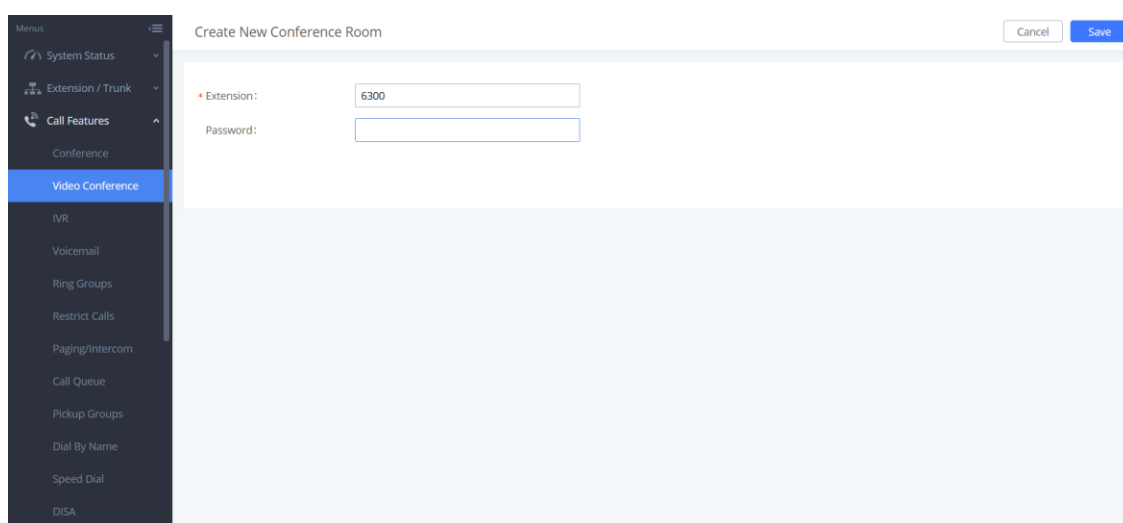 Menus
Create New Conference Room
Cancel
Save
System Status
Extension / Trunk
* Extension: 6300
Call Features
Password:
Conference
Video Conference
IVR
Voicemail
Ring Groups
Restrict Calls
Paging/Intercom
Call Queue
Pickup Groups
Dial By Name
Speed Dial
DISA